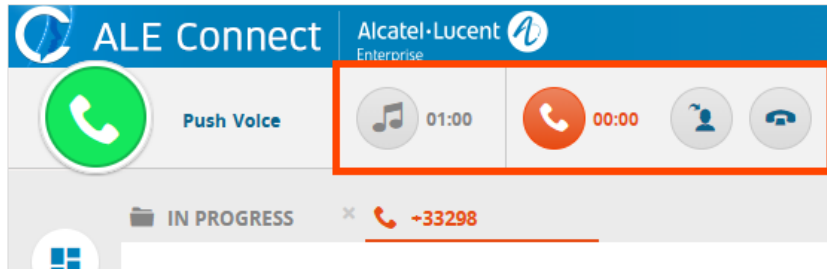 ALE Connect
Alcatel·Lucent
Enterprise
Push Voice
01:00
00:00
IN PROGRESS
× +33298